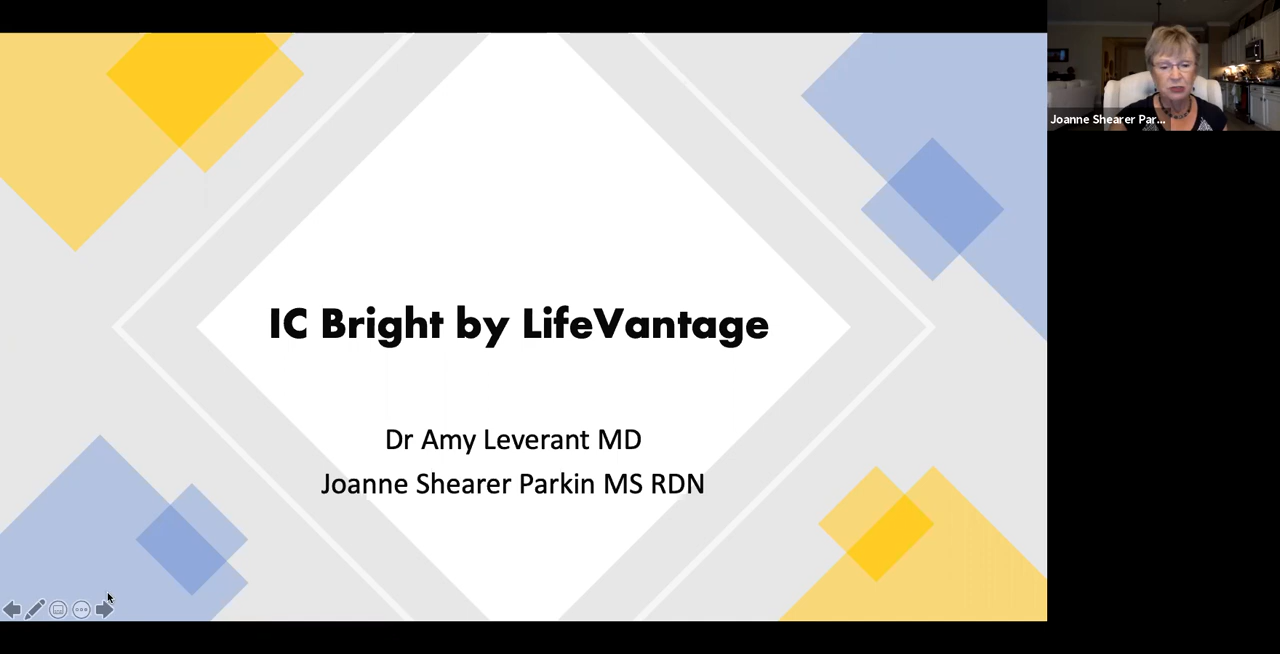 Joanne Shearer Par...
IC Bright by LifeVantage
Dr Amy Leverant MD
Joanne Shearer Parkin MS RDN